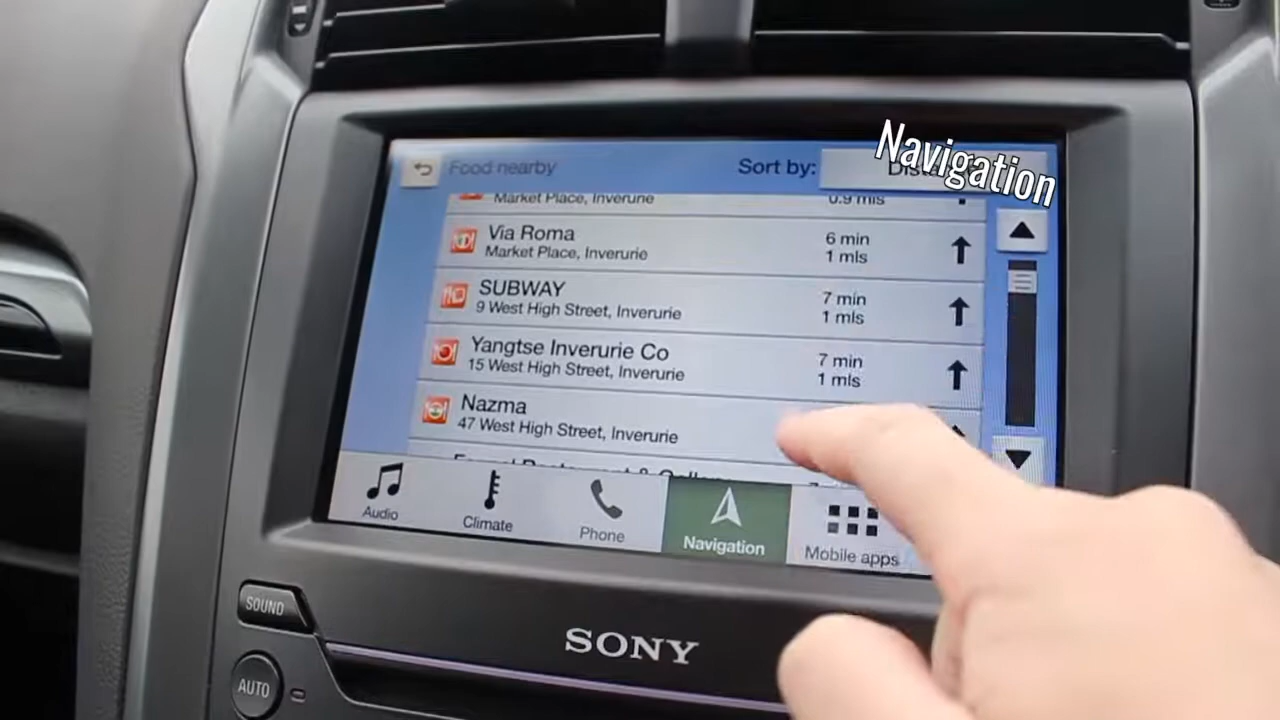 Food nearby
Sort by:
Navigation
Market Place, Inverurie
0.9 mls
Via Roma
6 min
Market Place, Inverurie
1 mls
SUBWAY
7 min
9 West High Street, Inverurie
1 mls
Yangtse Inverurie Co
7 min
15 West High Street, Inverurie
1 mls
Nazma
47 West High Street, Inverurie
Audio
Climate
Phone
Navigation
Mobile apps
SOUND
SONY
AUTO